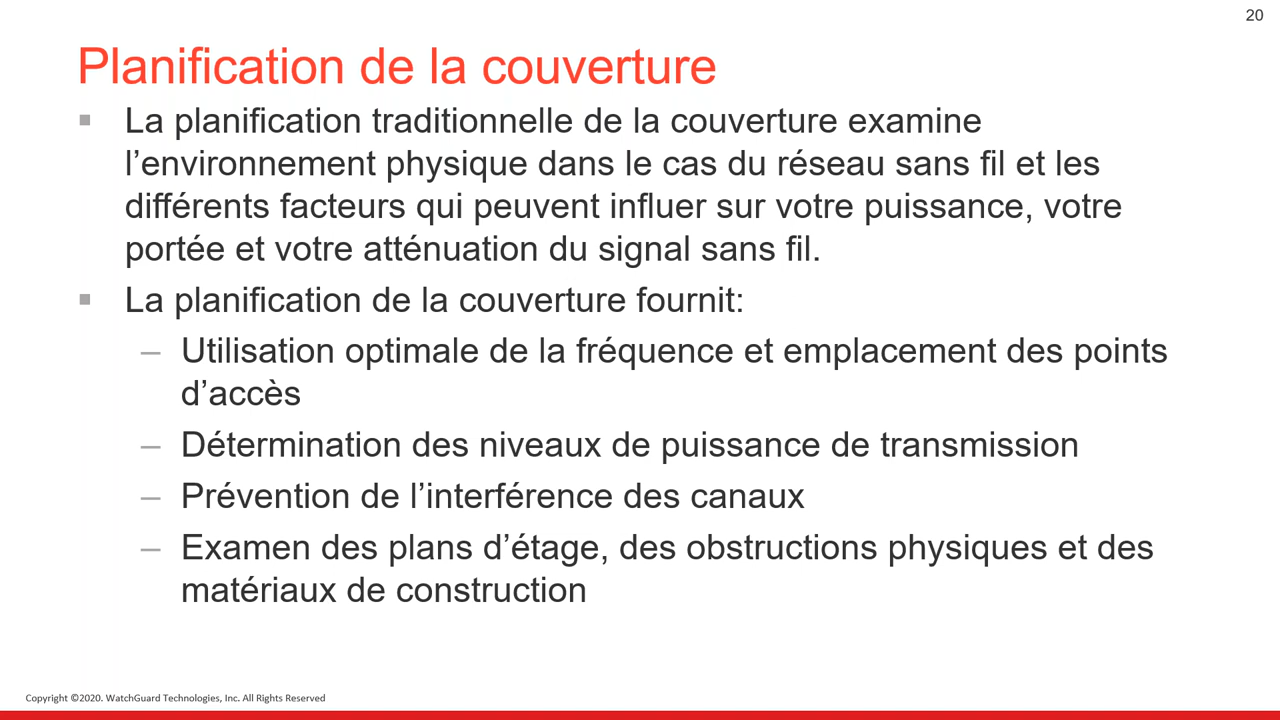 20
Planification de la couverture
▪ La planification traditionnelle de la couverture examine
l’environnement physique dans le cas du réseau sans fil et les
différents facteurs qui peuvent influer sur votre puissance, votre
portée et votre atténuation du signal sans fil.
▪ La planification de la couverture fournit:
– Utilisation optimale de la fréquence et emplacement des points
d’accès
– Détermination des niveaux de puissance de transmission
– Prévention de l’interférence des canaux
– Examen des plans d’étage, des obstructions physiques et des
matériaux de construction
Copyright ©2020. WatchGuard Technologies, Inc. All Rights Reserved